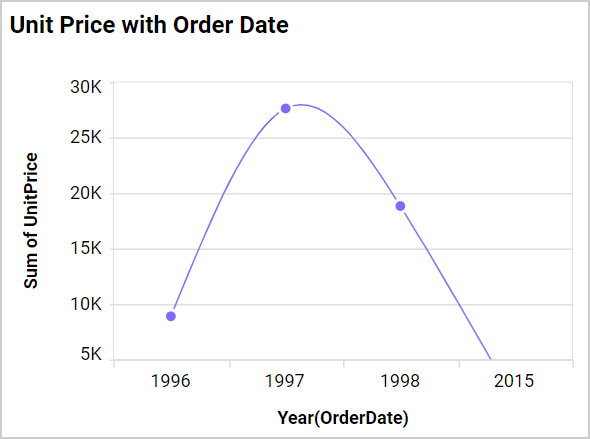 Unit Price with Order Date
30K
25K
20K
15K
10K
5K
Sum of UnitPrice
1996 1997 1998 2015
Year(OrderDate)